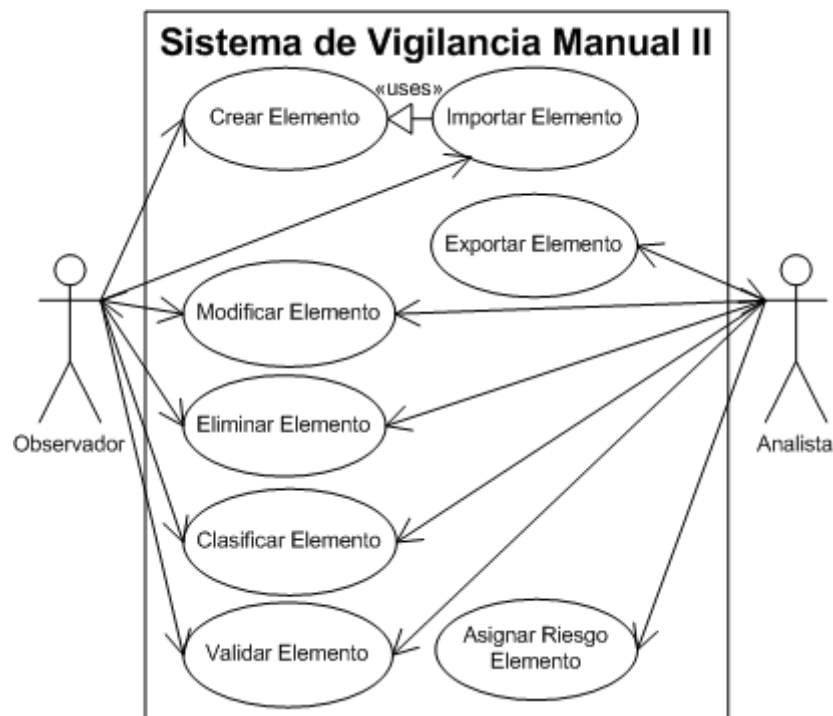 Sistema de Vigilancia Manual II
«uses»
Crear Elemento
Importar Elemento
Exportar Elemento
Modificar Elemento
Eliminar Elemento
Observador
Analista
Clasificar Elemento
Validar Elemento
Asignar Riesgo
Elemento